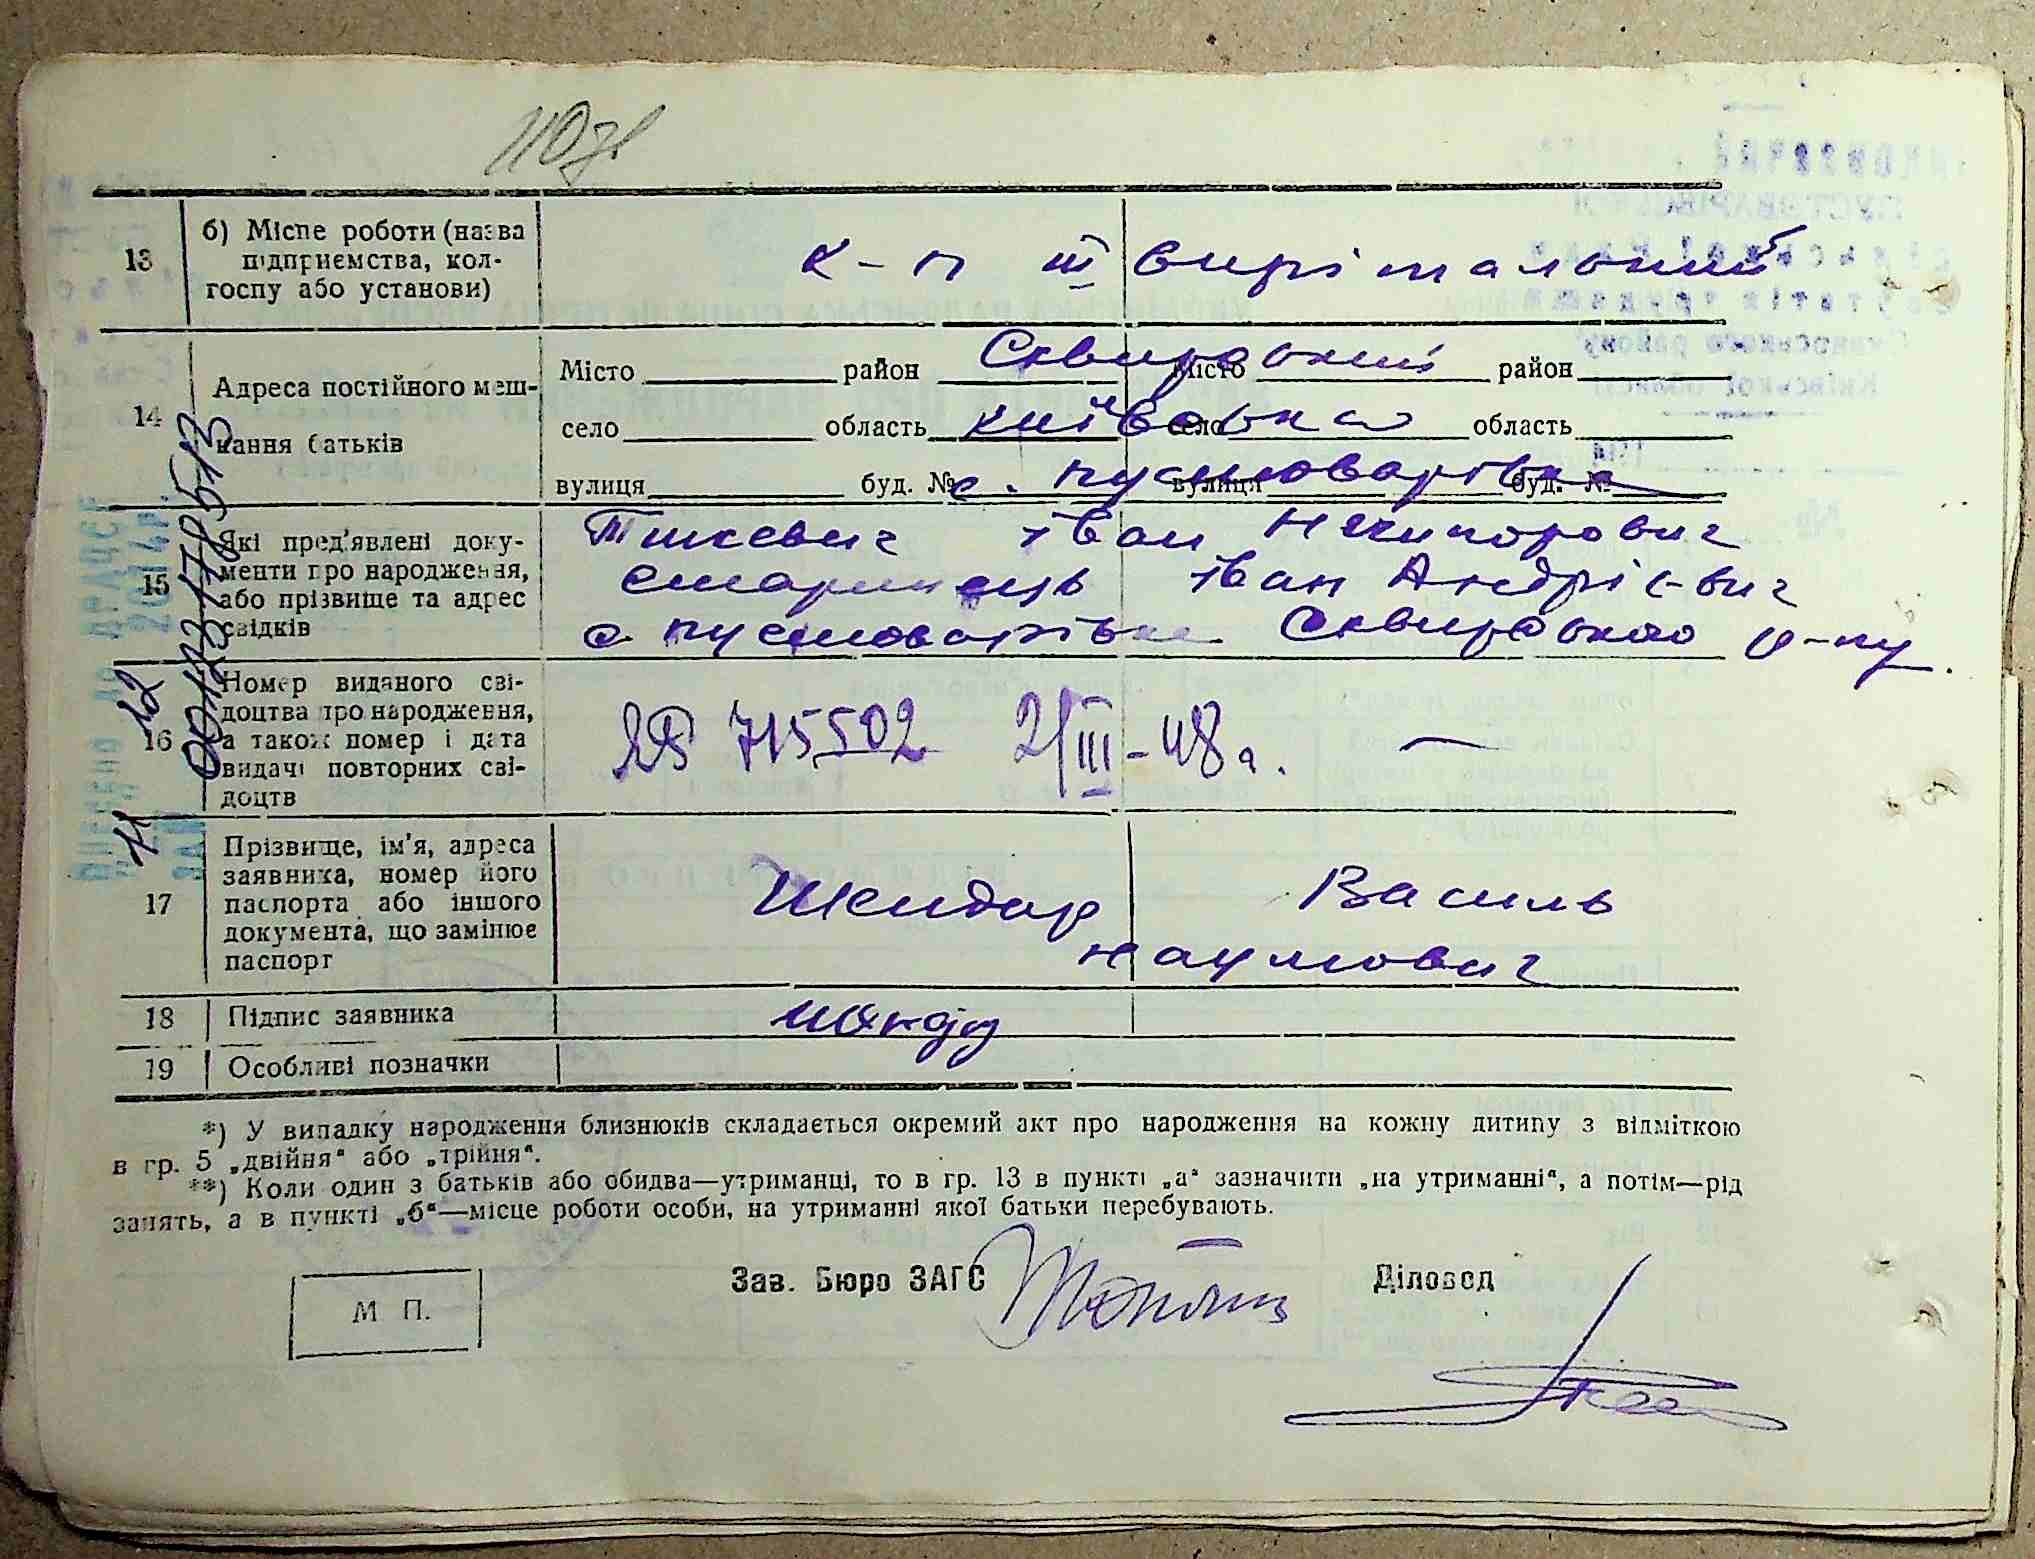 13 б) Місце роботи (назва
підприємства, кол-
госпу або установи)
к-п ІІІ вирішальний
14 Адреса постійного меш-
кання батьків
Місто район Сквирський Місто район
село область Київська село область
вулиця буд. № с. Пустоварівка вулиця буд. №
15 Які пред'явлені доку-
менти про народження,
або прізвище та адрес
свідків
Іван Никипорович
Іван Андрієвич
с Пустоварівка Сквирського р-ну.
16 Номер виданого сві-
доцтва про народження,
а також номер і дата
видачі повторних сві-
доцтв
715502 2/III-48 —
17 Прізвище, ім'я, адреса
заявника, номер його
паспорта або іншого
документа, що замінює
паспорт
Шендар Василь
Наумович
18 Підпис заявника
19 Особливі позначки
*) У випадку народження близнюків складається окремий акт про народження на кожну дитину з відміткою
в гр. 5 „двійня“ або „трійня“.
**) Коли один з батьків або обидва—утриманці, то в гр. 13 в пункті „а“ зазначити „на утриманні“, а потім—рід
занять, а в пункті „б“—місце роботи особи, на утриманні якої батьки перебувають.
Зав. Бюро ЗАГС Діловод
М П.
00123178513